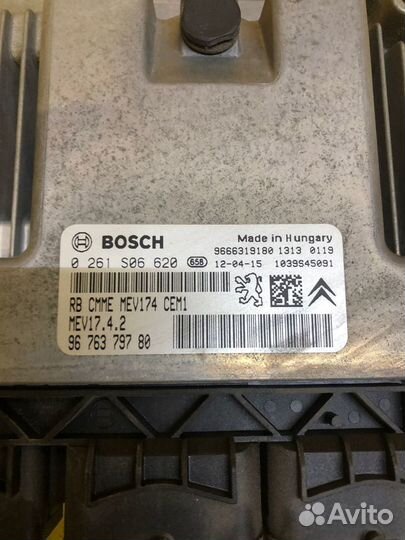 BOSCH
Made in Hungary
9666319180 1313 0119
0 261 S06 620 658 12-04-15 1039S45091
RB CMME MEV174 CEM1
MEV17.4.2
96 763 797 80
Avito